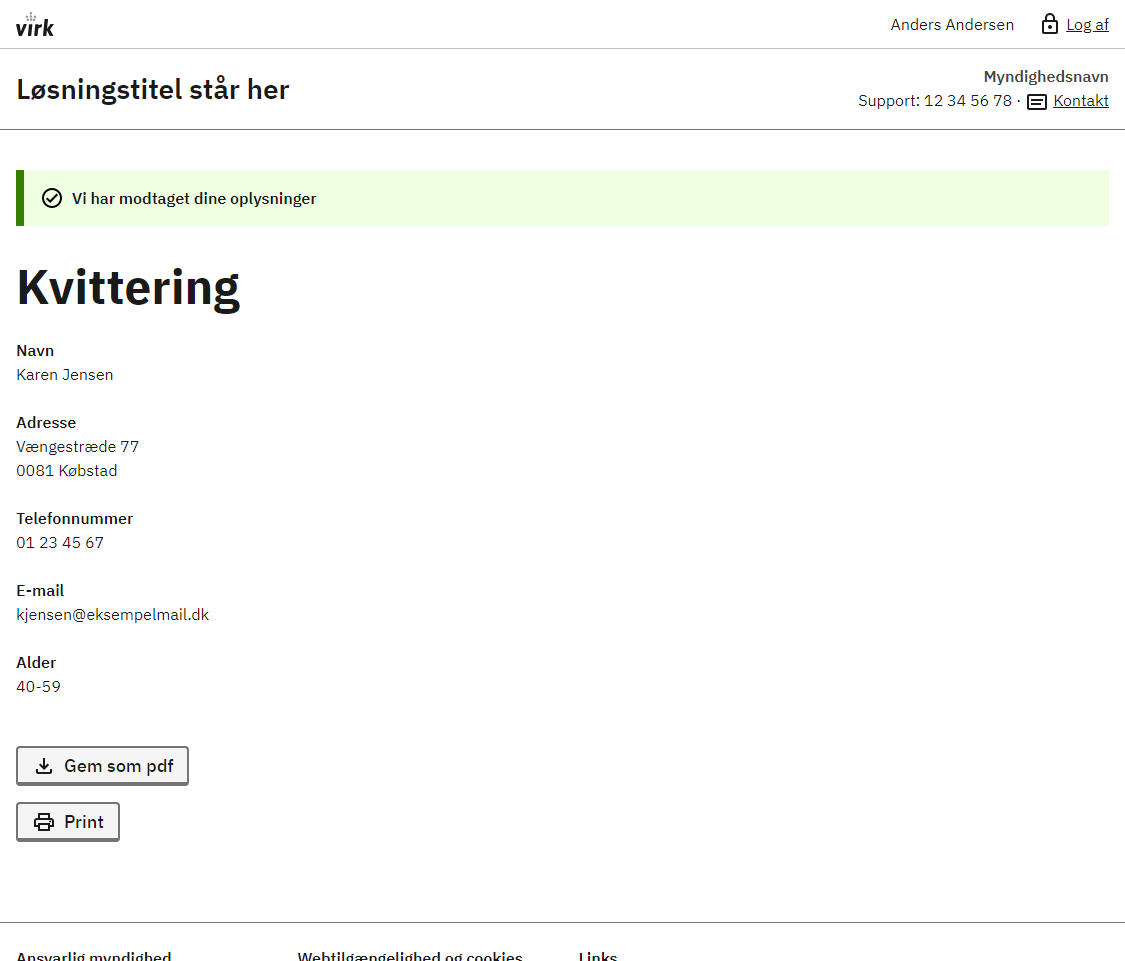 virk
Anders Andersen Log af
Løsningstitel står her
Myndighedsnavn
Support: 12 34 56 78 · Kontakt
Vi har modtaget dine oplysninger
Kvittering
Navn
Karen Jensen
Adresse
Vængestræde 77
0081 Købstad
Telefonnummer
01 23 45 67
E-mail
kjensen@eksempelmail.dk
Alder
40-59
Gem som pdf
Print
Ansvarlig myndighed Webtilgængelighed og cookies Links